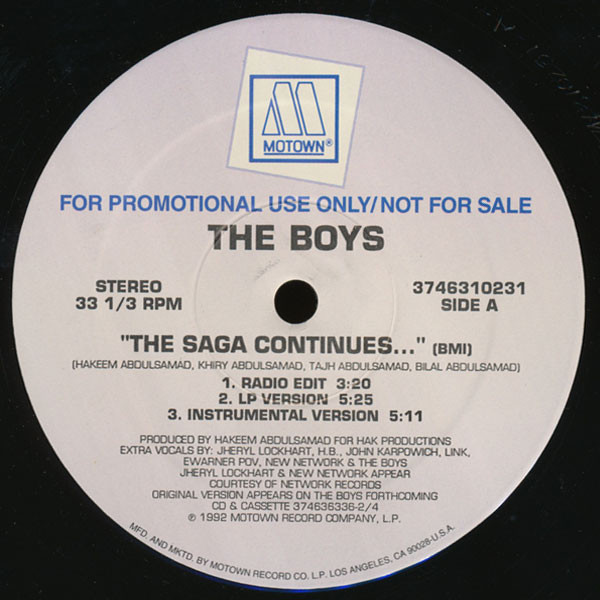 MOTOWN®
FOR PROMOTIONAL USE ONLY/NOT FOR SALE
THE BOYS
STEREO
33 1/3 RPM
3746310231
SIDE A
"THE SAGA CONTINUES..." (BMI)
(HAKEEM ABDULSAMAD, KHIRY ABDULSAMAD, TAJH ABDULSAMAD, BILAL ABDULSAMAD)
1. RADIO EDIT 3:20
2. LP VERSION 5:25
3. INSTRUMENTAL VERSION 5:11
PRODUCED BY HAKEEM ABDULSAMAD FOR HAK PRODUCTIONS
EXTRA VOCALS BY: JHERYL LOCKHART, H.B., JOHN KARPOWICH, LINK,
EWARNER POV, NEW NETWORK & THE BOYS
JHERYL LOCKHART & NEW NETWORK APPEAR
COURTESY OF NETWORK RECORDS
ORIGINAL VERSION APPEARS ON THE BOYS FORTHCOMING
CD & CASSETTE 374636336-2/4
℗ 1992 MOTOWN RECORD COMPANY, L.P.
MFD. AND MKTD. BY MOTOWN RECORD CO. L.P. LOS ANGELES, CA 90028-U.S.A.